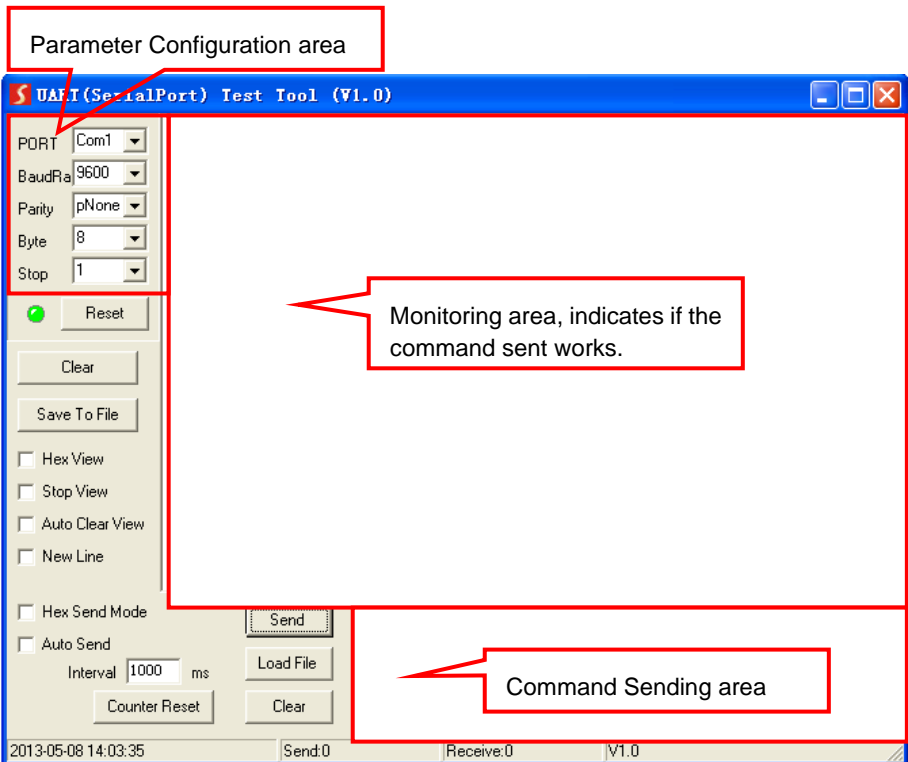 Parameter Configuration area
UART(SerialPort) Test Tool (V1.0)
PORT Com1
BaudRa 9600
Parity pNone
Byte 8
Stop 1
Reset
Monitoring area, indicates if the
command sent works.
Clear
Save To File
Hex View
Stop View
Auto Clear View
New Line
Hex Send Mode
Send
Auto Send
Interval 1000 ms
Load File
Command Sending area
Counter Reset
Clear
2013-05-08 14:03:35 Send:0 Receive:0 V1.0